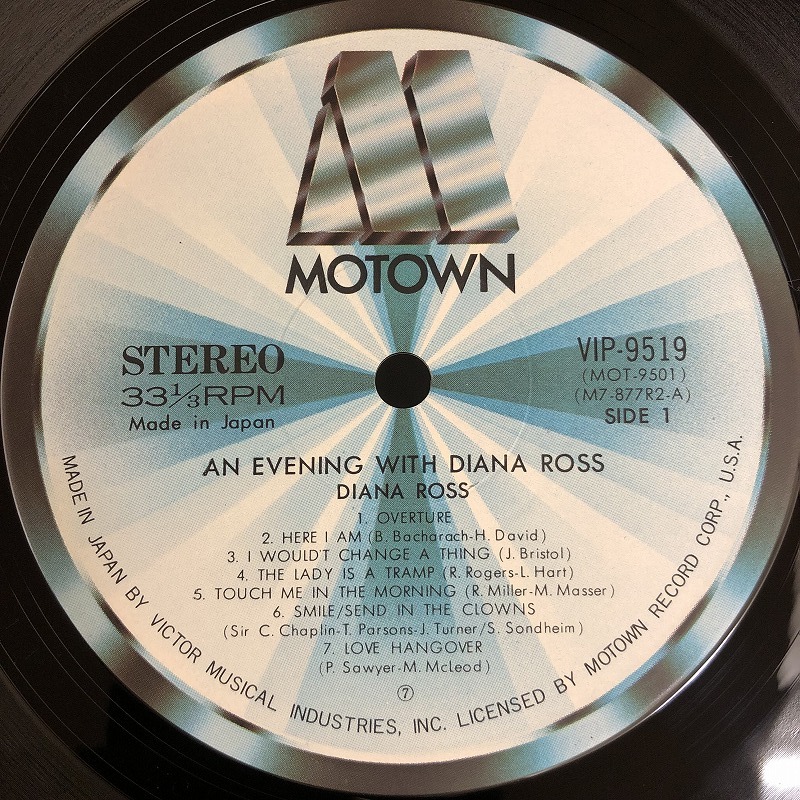 MOTOWN
STEREO
33⅓RPM
Made in Japan
VIP-9519
(MOT-9501)
(M7-877R2-A)
SIDE 1
AN EVENING WITH DIANA ROSS
DIANA ROSS
1. OVERTURE
2. HERE I AM (B. Bacharach-H. David)
3. I WOULD'T CHANGE A THING (J. Bristol)
4. THE LADY IS A TRAMP (R. Rogers-L. Hart)
5. TOUCH ME IN THE MORNING (R. Miller-M. Masser)
6. SMILE/SEND IN THE CLOWNS
(Sir C. Chaplin-T. Parsons-J. Turner/S. Sondheim)
7. LOVE HANGOVER
(P. Sawyer-M. McLeod)
⑦
MADE IN JAPAN BY VICTOR MUSICAL INDUSTRIES, INC. LICENSED BY MOTOWN RECORD CORP., U.S.A.